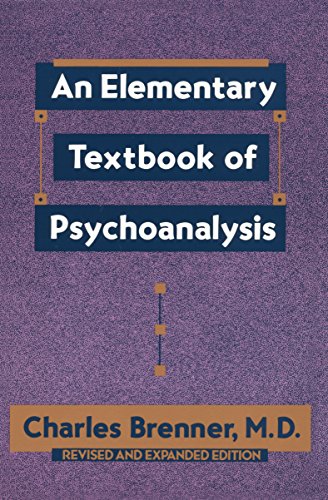 An Elementary
Textbook of
Psychoanalysis
Charles Brenner, M.D.
REVISED AND EXPANDED EDITION